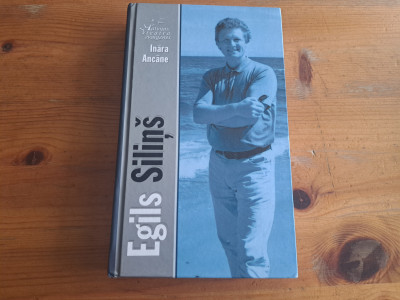 Ināra
Ancāne
Egils Siliņš